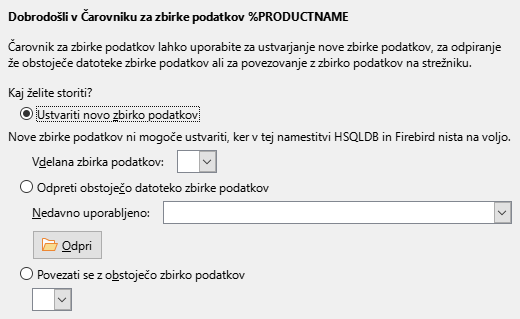 Dobrodošli v Čarovniku za zbirke podatkov %PRODUCTNAME
Čarovnik za zbirke podatkov lahko uporabite za ustvarjanje nove zbirke podatkov, za odpiranje
že obstoječe datoteke zbirke podatkov ali za povezovanje z zbirko podatkov na strežniku.
Kaj želite storiti?
Ustvariti novo zbirko podatkov
Nove zbirke podatkov ni mogoče ustvariti, ker v tej namestitvi HSQLDB in Firebird nista na voljo.
Vdelana zbirka podatkov:
Odpreti obstoječo datoteko zbirke podatkov
Nedavno uporabljeno:
Odpri
Povezati se z obstoječo zbirko podatkov